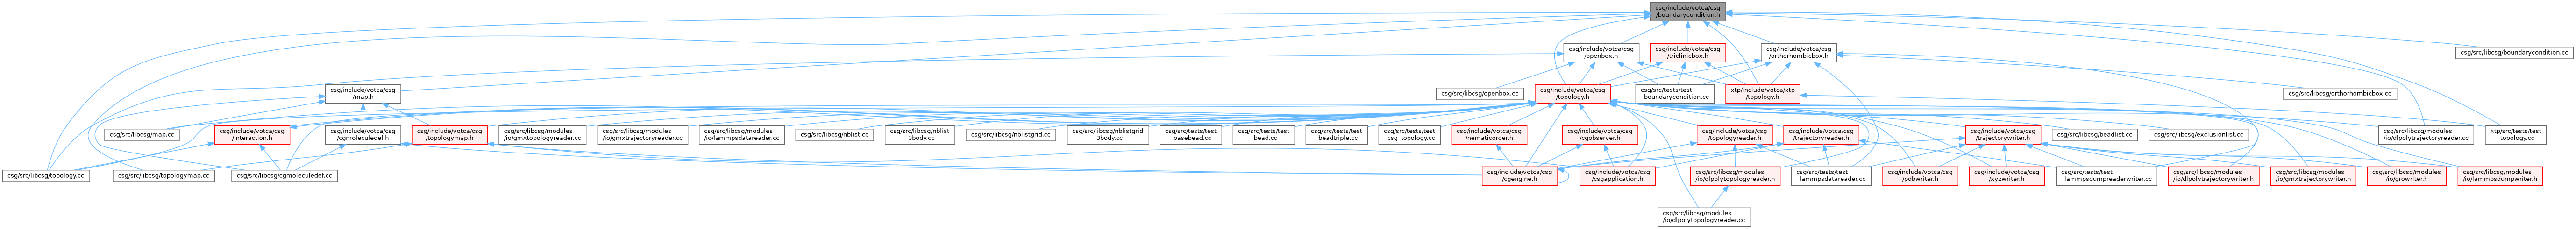 csg/include/votca/csg
/boundarycondition.h
csg/include/votca/csg
/openbox.h
csg/include/votca/csg
/triclinicbox.h
csg/include/votca/csg
/orthorhombicbox.h
csg/src/libcsg/boundarycondition.cc
csg/include/votca/csg
/map.h
csg/src/libcsg/openbox.cc
csg/include/votca/csg
/topology.h
csg/src/tests/test
_boundarycondition.cc
xtp/include/votca/xtp
/topology.h
csg/src/libcsg/orthorhombicbox.cc
csg/src/libcsg/map.cc
csg/include/votca/csg
/interaction.h
csg/include/votca/csg
/cgmoleculedef.h
csg/include/votca/csg
/topologymap.h
csg/src/libcsg/modules
/io/gmxtopologyreader.cc
csg/src/libcsg/modules
/io/gmxtrajectoryreader.cc
csg/src/libcsg/modules
/io/lammpsdatareader.cc
csg/src/libcsg/nblist.cc
csg/src/libcsg/nblist
_3body.cc
csg/src/libcsg/nblistgrid.cc
csg/src/libcsg/nblistgrid
_3body.cc
csg/src/tests/test
_basebead.cc
csg/src/tests/test
_bead.cc
csg/src/tests/test
_beadtriple.cc
csg/src/tests/test
_csg_topology.cc
csg/include/votca/csg
/nematicorder.h
csg/include/votca/csg
/cgobserver.h
csg/include/votca/csg
/topologyreader.h
csg/include/votca/csg
/trajectoryreader.h
csg/include/votca/csg
/trajectorywriter.h
csg/src/libcsg/beadlist.cc
csg/src/libcsg/exclusionlist.cc
csg/src/libcsg/modules
/io/dlpolytrajectoryreader.cc
xtp/src/tests/test
_topology.cc
csg/src/libcsg/topology.cc
csg/src/libcsg/topologymap.cc
csg/src/libcsg/cgmoleculedef.cc
csg/include/votca/csg
/cgengine.h
csg/include/votca/csg
/csgapplication.h
csg/src/libcsg/modules
/io/dlpolytopologyreader.h
csg/src/tests/test
_lammpsdatareader.cc
csg/include/votca/csg
/pdbwriter.h
csg/include/votca/csg
/xyzwriter.h
csg/src/tests/test
_lammpsdumpreaderwriter.cc
csg/src/libcsg/modules
/io/dlpolytrajectorywriter.h
csg/src/libcsg/modules
/io/gmxtrajectorywriter.h
csg/src/libcsg/modules
/io/growriter.h
csg/src/libcsg/modules
/io/lammpsdumpwriter.h
csg/src/libcsg/modules
/io/dlpolytopologyreader.cc